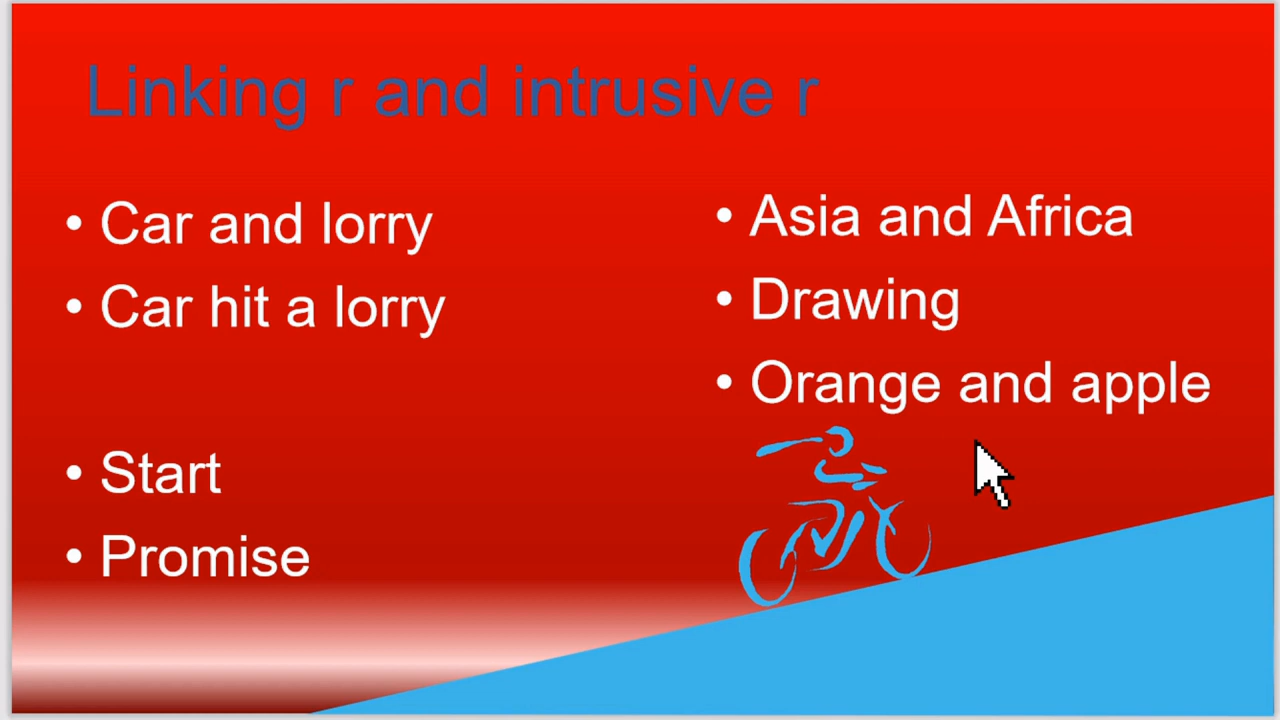 Linking r and intrusive r
• Car and lorry
• Car hit a lorry
• Start
• Promise
• Asia and Africa
• Drawing
• Orange and apple